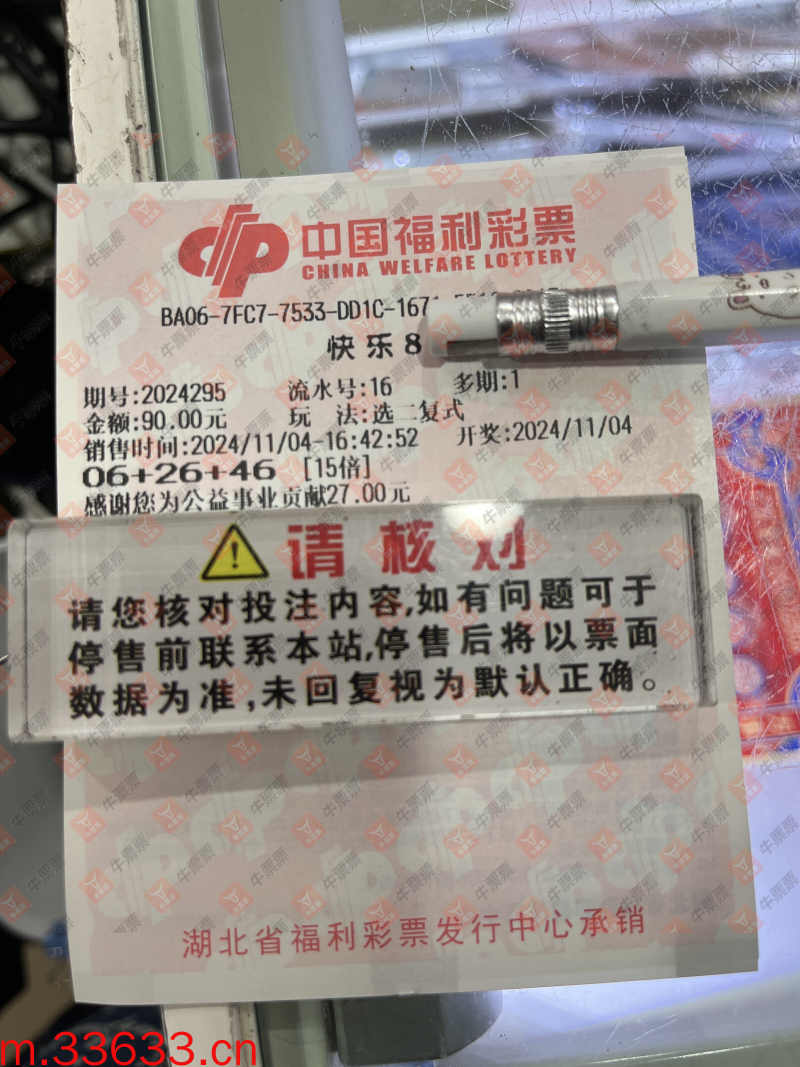 中国福利彩票
CHINA WELFARE LOTTERY
BA06-7FC7-7533-DD1C-1671
快乐8
期号:2024295 流水号:16 多期:1
金额:90.00元 玩 法:选二复式
销售时间:2024/11/04-16:42:52 开奖:2024/11/04
06+26+46 [15倍]
感谢您为公益事业贡献27.00元
请核对
请您核对投注内容,如有问题可于
停售前联系本站,停售后将以票面
数据为准,未回复视为默认正确。
湖北省福利彩票发行中心承销
牛票票
m.33633.cn